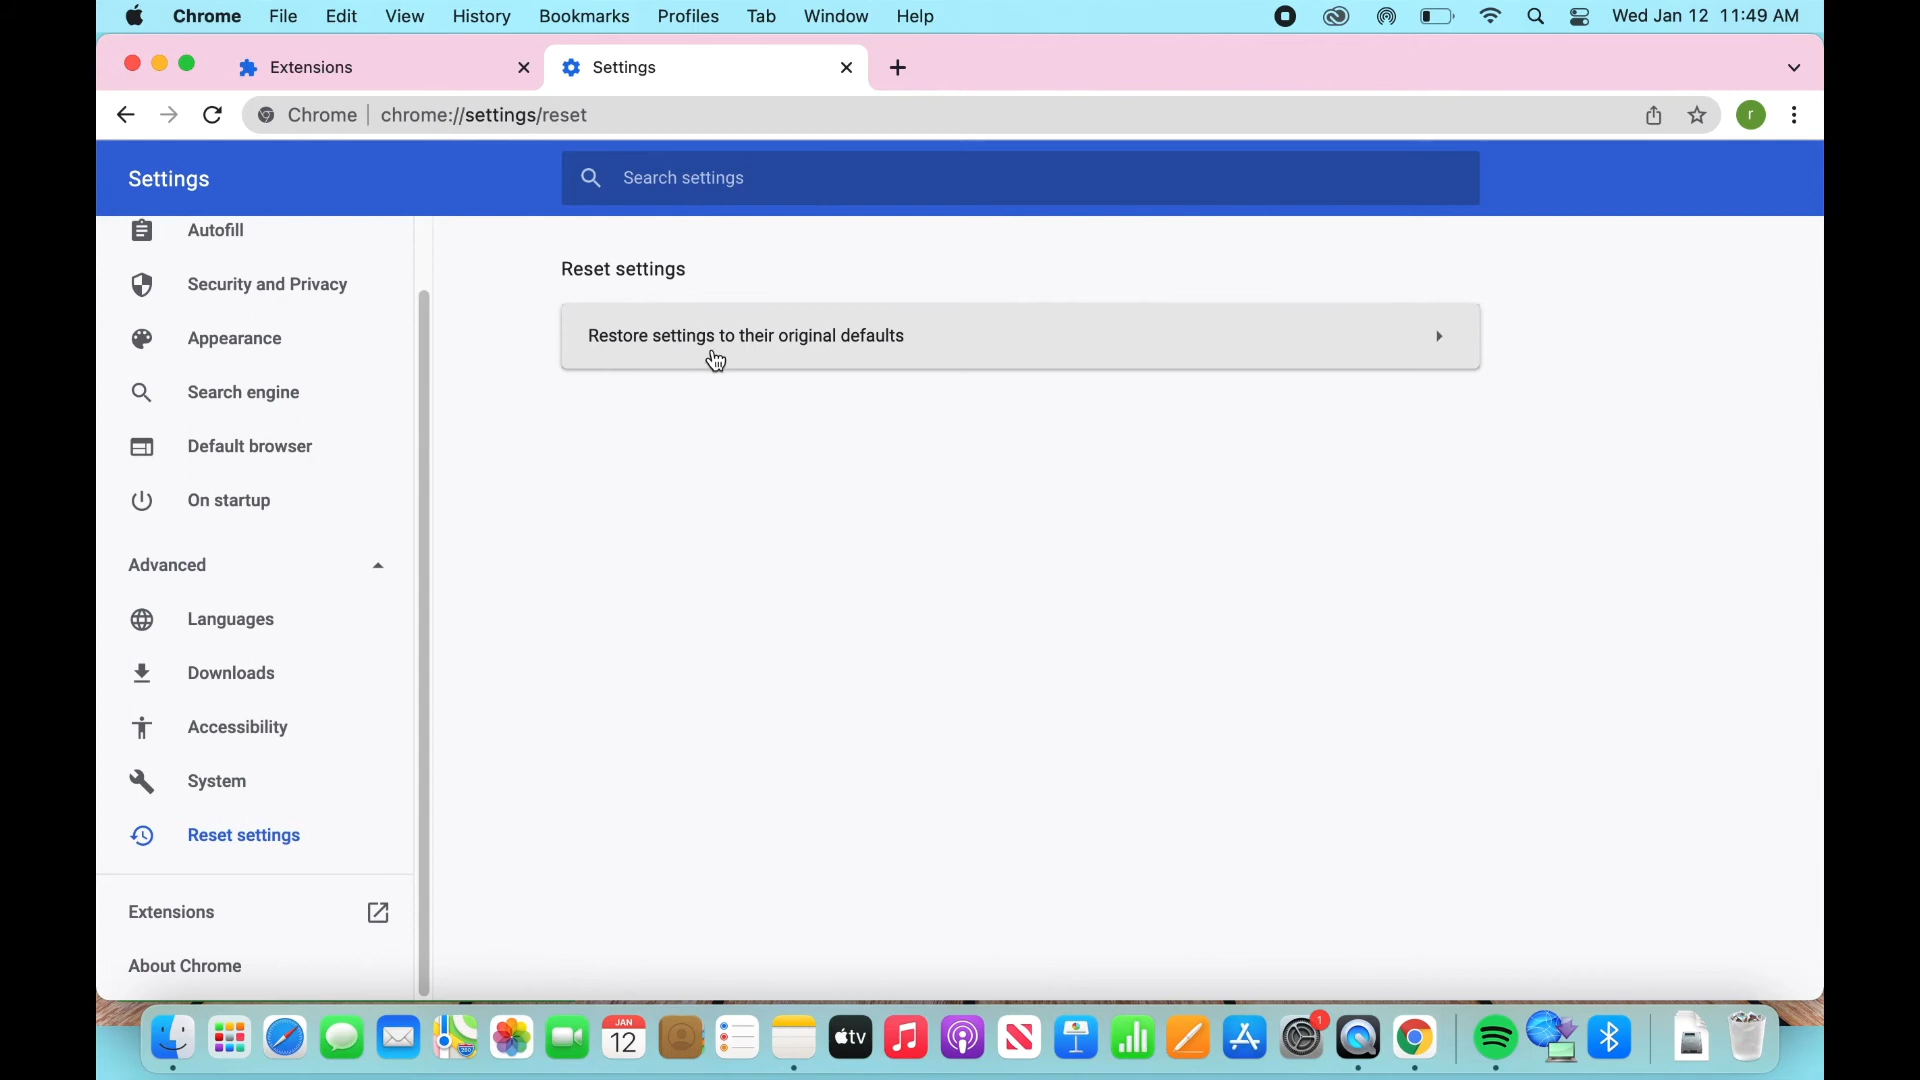 Chrome File Edit View History Bookmarks Profiles Tab Window Help Wed Jan 12 11:49 AM
Extensions Settings
Chrome chrome://settings/reset r
Settings Search settings
Autofill
Reset settings
Security and Privacy
Restore settings to their original defaults
Appearance
Search engine
Default browser
On startup
Advanced
Languages
Downloads
Accessibility
System
Reset settings
Extensions
About Chrome
JAN
12
tv
1